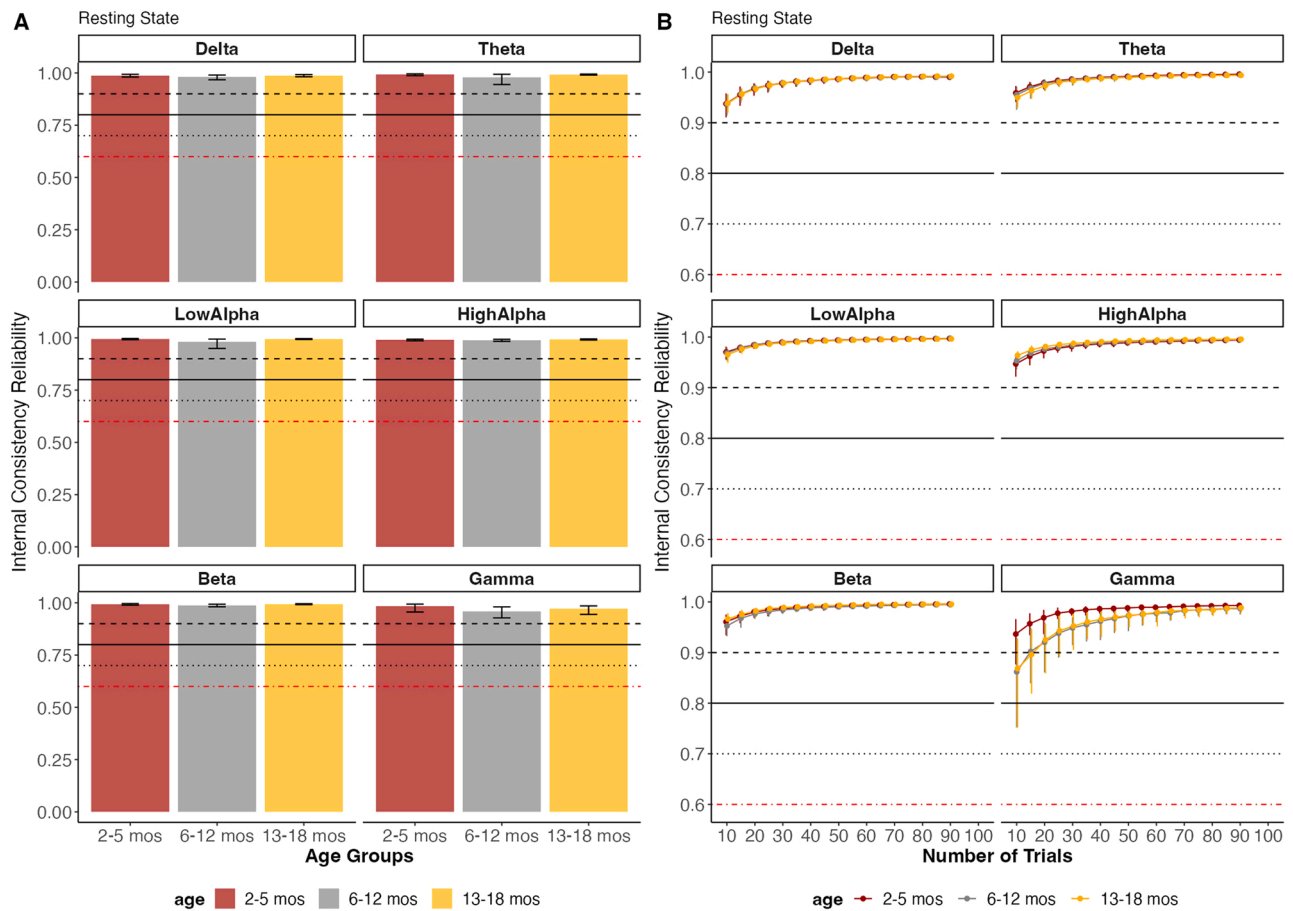 A
Resting State
Internal Consistency Reliability
Delta
Theta
1.00
0.75
0.50
0.25
0.00
LowAlpha
HighAlpha
1.00
0.75
0.50
0.25
0.00
Beta
Gamma
1.00
0.75
0.50
0.25
0.00
2-5 mos 6-12 mos 13-18 mos 2-5 mos 6-12 mos 13-18 mos
Age Groups
age 2-5 mos 6-12 mos 13-18 mos
B
Resting State
Internal Consistency Reliability
Delta
Theta
1.0
0.9
0.8
0.7
0.6
LowAlpha
HighAlpha
1.0
0.9
0.8
0.7
0.6
Beta
Gamma
1.0
0.9
0.8
0.7
0.6
10 20 30 40 50 60 70 80 90 100 10 20 30 40 50 60 70 80 90 100
Number of Trials
age 2-5 mos 6-12 mos 13-18 mos